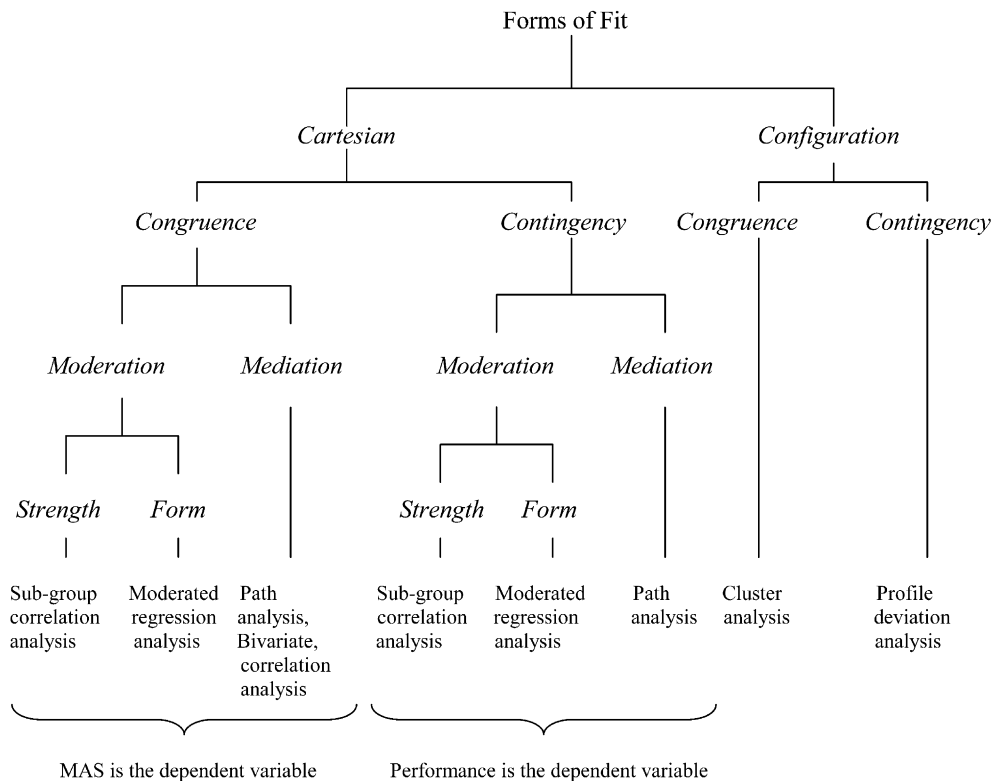 Forms of Fit
Cartesian
Configuration
Congruence
Contingency
Congruence
Contingency
Moderation
Mediation
Moderation
Mediation
Strength
Form
Strength
Form
Sub-group
correlation
analysis
Moderated
regression
analysis
Path
analysis,
Bivariate,
correlation
analysis
Sub-group
correlation
analysis
Moderated
regression
analysis
Path
analysis
Cluster
analysis
Profile
deviation
analysis
MAS is the dependent variable
Performance is the dependent variable